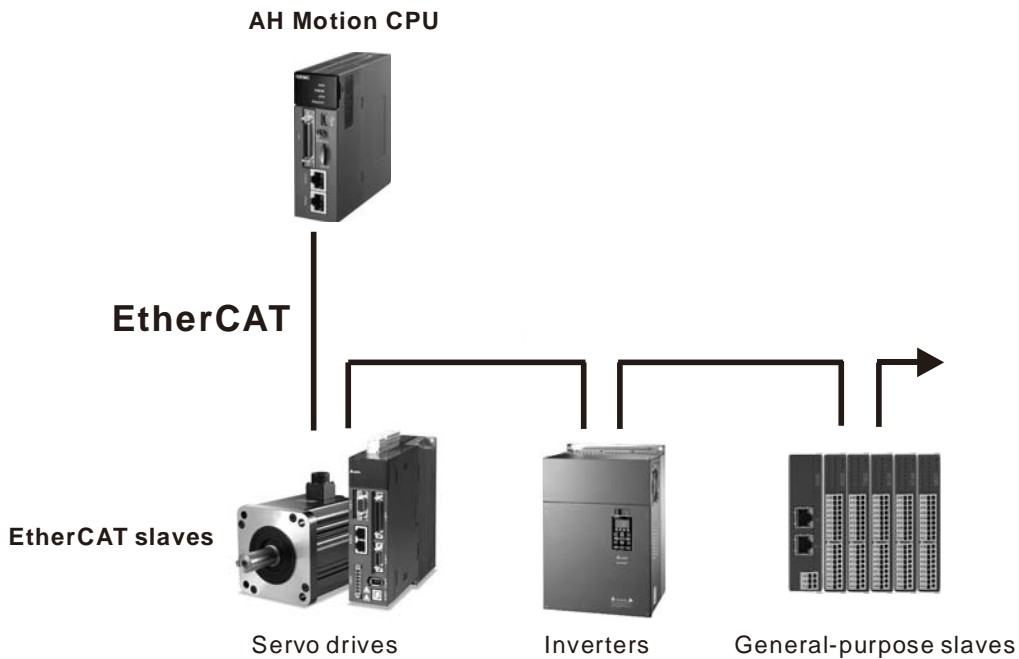 AH Motion CPU
EtherCAT
EtherCAT slaves
Servo drives
Inverters
General-purpose slaves